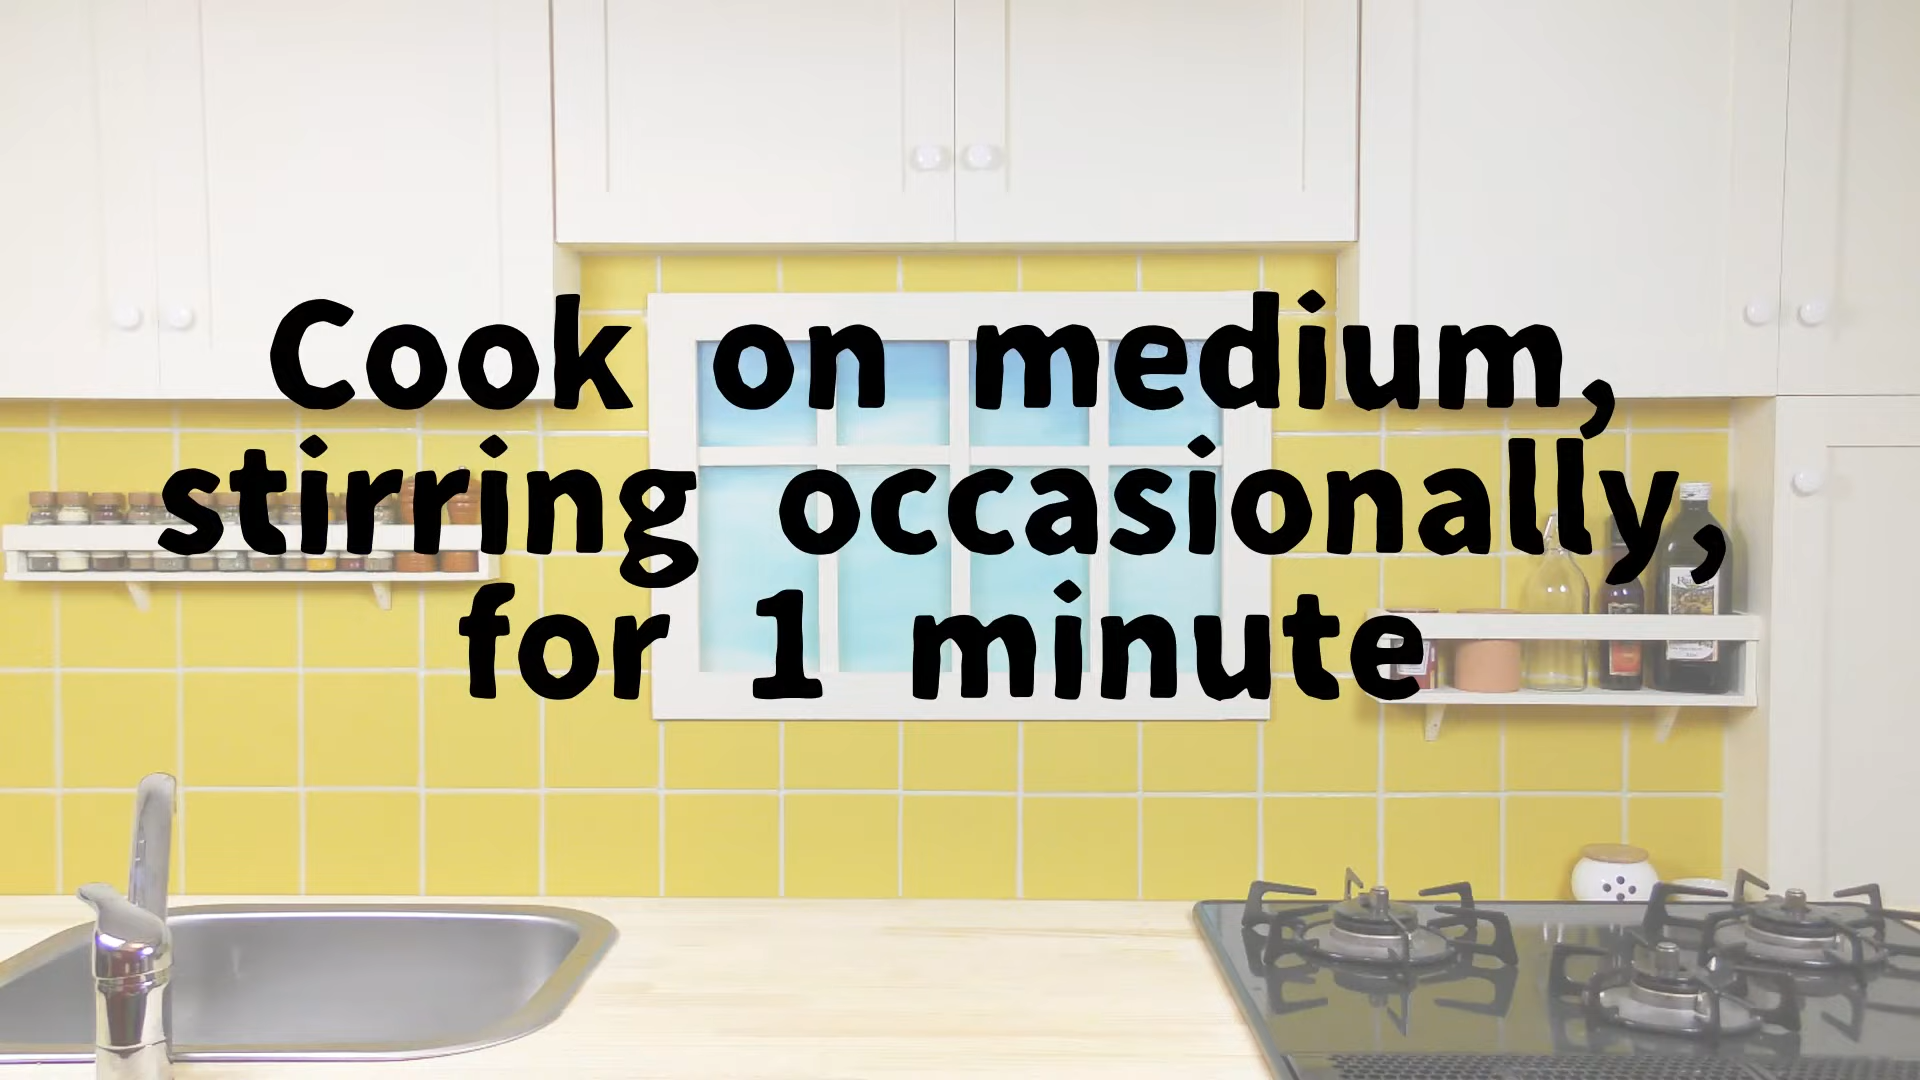 Cook on medium,
stirring occasionally,
for 1 minute